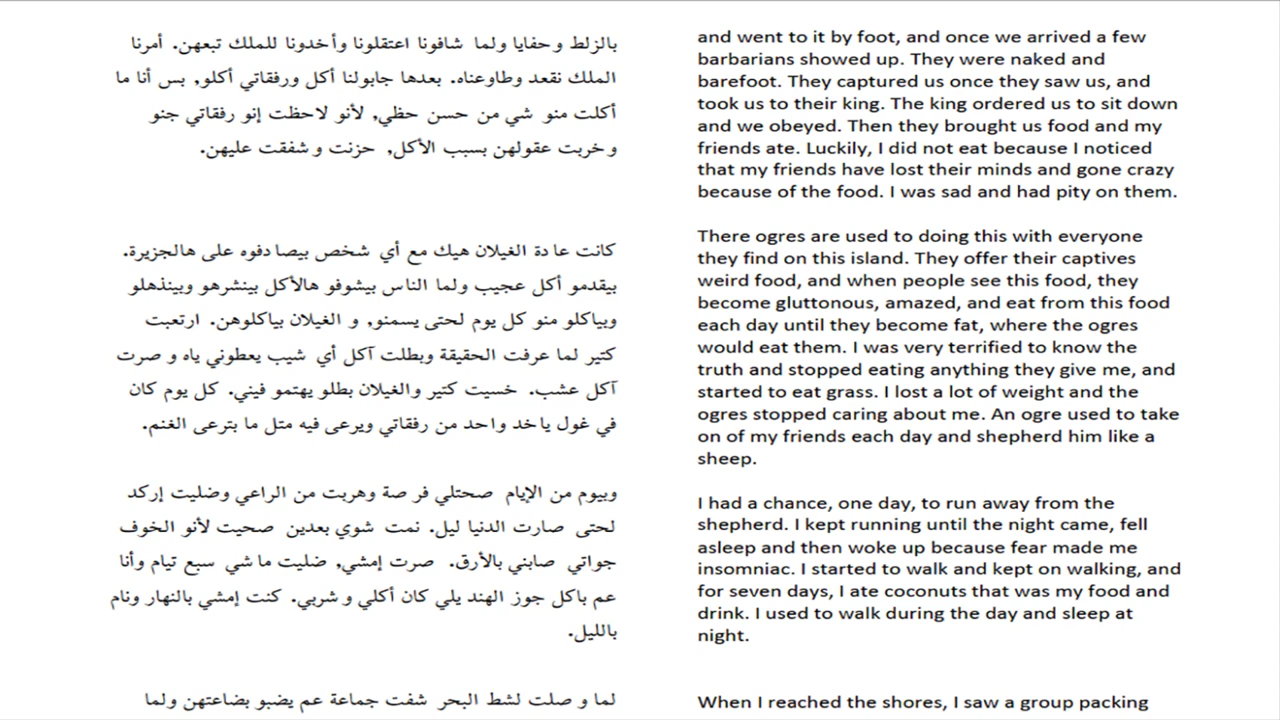 بالزلط وحفايا ولما شافونا اعتقلونا وأخدونا للملك تبعهن. أمرنا
الملك نقعد وطاوعناه. بعدها جابولنا أكل ورفقاتي أكلو, بس أنا ما
أكلت منو شي من حسن حظي, لأنو لاحظت إنو رفقاتي جنو
وخربت عقولهن بسبب الأكل, حزنت وشفقت عليهن.
كانت عادة الغيلان هيك مع أي شخص بيصادفوه على هالجزيرة.
بيقدمو أكل عجيب ولما الناس بيشوفو هالأكل بينشرهو وبينذهلو
وبياكلو منو كل يوم لحتى يسمنو, و الغيلان بياكلوهن. ارتعبت
كتير لما عرفت الحقيقة وبطلت آكل أي شيب يعطوني ياه و صرت
آكل عشب. خسيت كتير والغيلان بطلو يهتمو فيني. كل يوم كان
في غول ياخد واحد من رفقاتي ويرعى فيه متل ما بترعى الغنم.
وبيوم من الإيام صحتلي فرصة وهربت من الراعي وضليت إركد
لحتى صارت الدنيا ليل. نمت شوي بعدين صحيت لأنو الخوف
جواتي صابني بالأرق. صرت إمشي, ضليت ماشي سبع تيام وأنا
عم باكل جوز الهند يلي كان أكلي وشربي. كنت إمشي بالنهار ونام
بالليل.
لما وصلت لشط البحر شفت جماعة عم يضبو بضاعتهن ولما
and went to it by foot, and once we arrived a few
barbarians showed up. They were naked and
barefoot. They captured us once they saw us, and
took us to their king. The king ordered us to sit down
and we obeyed. Then they brought us food and my
friends ate. Luckily, I did not eat because I noticed
that my friends have lost their minds and gone crazy
because of the food. I was sad and had pity on them.
There ogres are used to doing this with everyone
they find on this island. They offer their captives
weird food, and when people see this food, they
become gluttonous, amazed, and eat from this food
each day until they become fat, where the ogres
would eat them. I was very terrified to know the
truth and stopped eating anything they give me, and
started to eat grass. I lost a lot of weight and the
ogres stopped caring about me. An ogre used to take
on of my friends each day and shepherd him like a
sheep.
I had a chance, one day, to run away from the
shepherd. I kept running until the night came, fell
asleep and then woke up because fear made me
insomniac. I started to walk and kept on walking, and
for seven days, I ate coconuts that was my food and
drink. I used to walk during the day and sleep at
night.
When I reached the shores, I saw a group packing